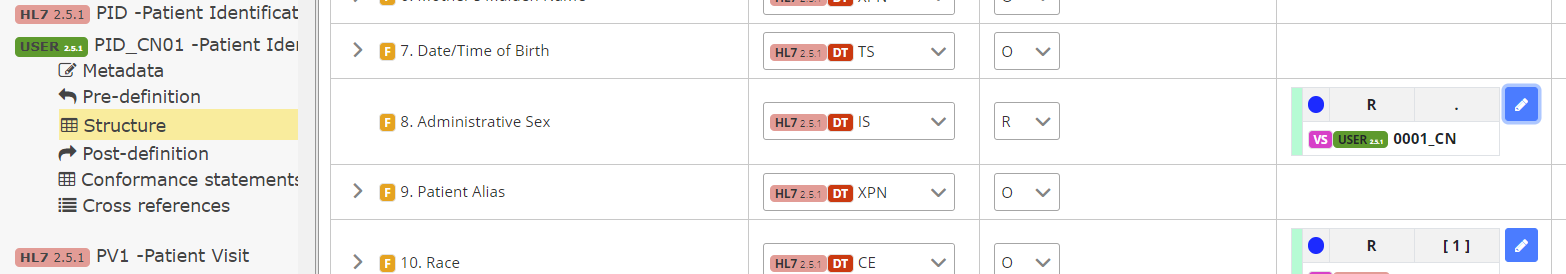 HL7 2.5.1 PID -Patient Identificat
USER 2.5.1 PID_CN01 -Patient Iden
Metadata
Pre-definition
Structure
Post-definition
Conformance statements
Cross references
PV1 -Patient Visit
HL7 2.5.1
F 7. Date/Time of Birth HL7 2.5.1 DT TS O
F 8. Administrative Sex HL7 2.5.1 DT IS R R .
VS USER 2.5.1 0001_CN
F 9. Patient Alias HL7 2.5.1 DT XPN O
F 10. Race HL7 2.5.1 DT CE O R [ 1 ]